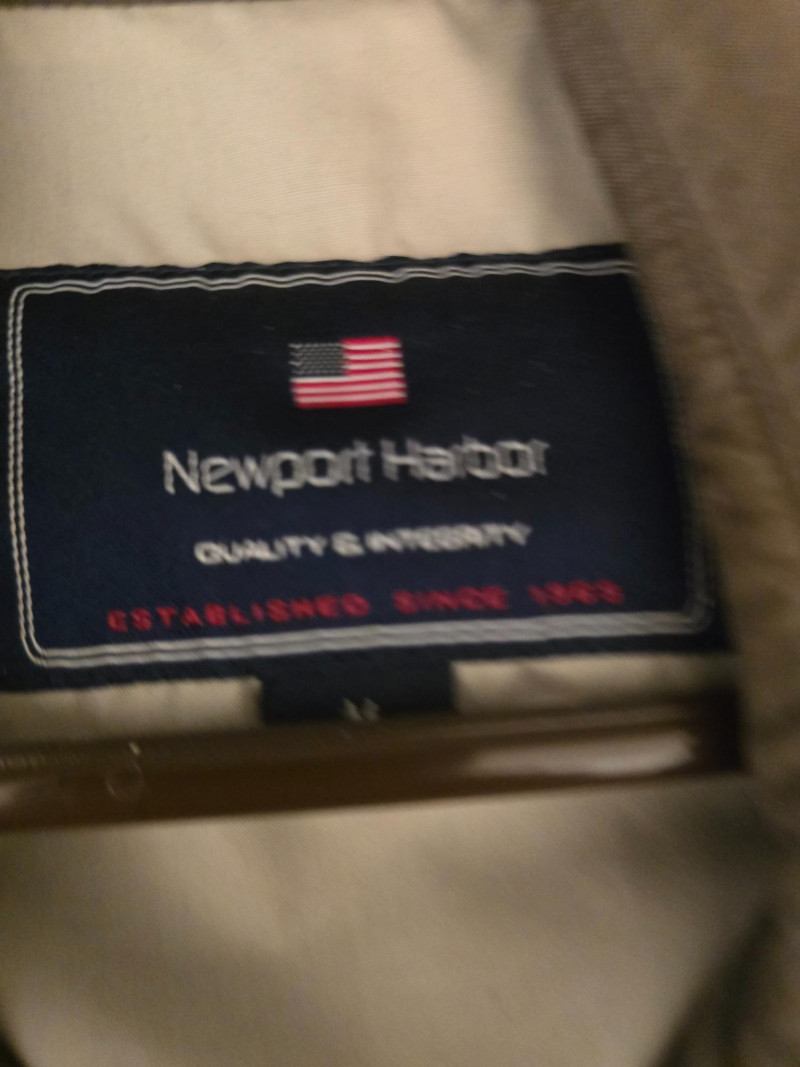 Newport Harbor
QUALITY & INTEGRITY
ESTABLISHED SINCE